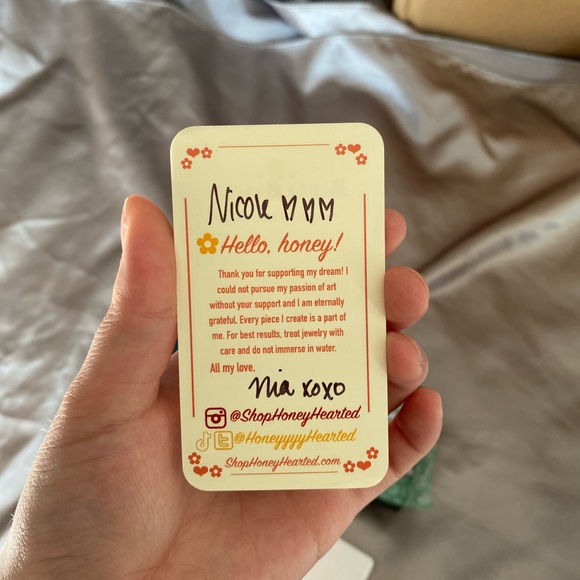 Nicole ♡♡♡
Hello, honey!
Thank you for supporting my dream! I
could not pursue my passion of art
without your support and I am eternally
grateful. Every piece I create is a part of
me. For best results, treat jewelry with
care and do not immerse in water.
All my love,
Nia xoxo
@ShopHoneyHearted
@HoneyyyyHearted
ShopHoneyHearted.com